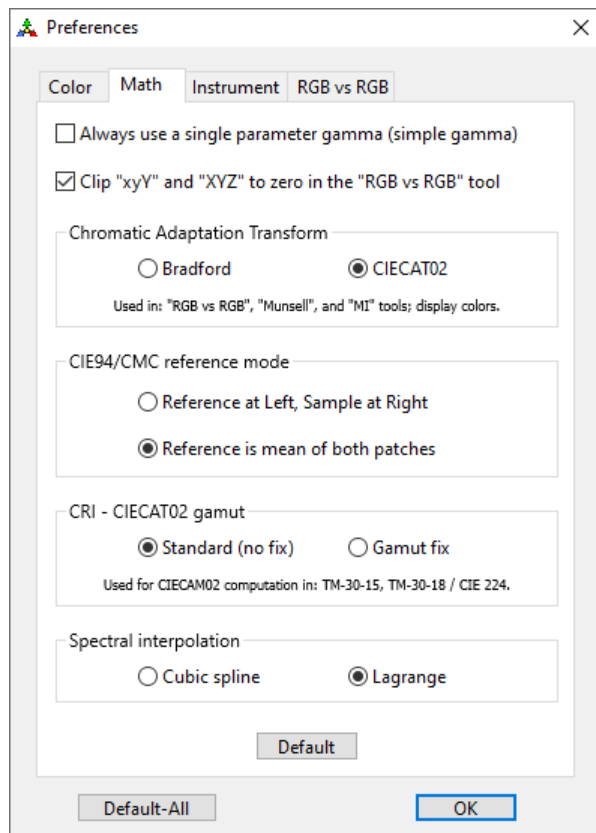 Preferences
Color Math Instrument RGB vs RGB
Always use a single parameter gamma (simple gamma)
Clip "xyY" and "XYZ" to zero in the "RGB vs RGB" tool
Chromatic Adaptation Transform
Bradford CIECAT02
Used in: "RGB vs RGB", "Munsell", and "MI" tools; display colors.
CIE94/CMC reference mode
Reference at Left, Sample at Right
Reference is mean of both patches
CRI - CIECAT02 gamut
Standard (no fix) Gamut fix
Used for CIECAM02 computation in: TM-30-15, TM-30-18 / CIE 224.
Spectral interpolation
Cubic spline Lagrange
Default
Default-All OK